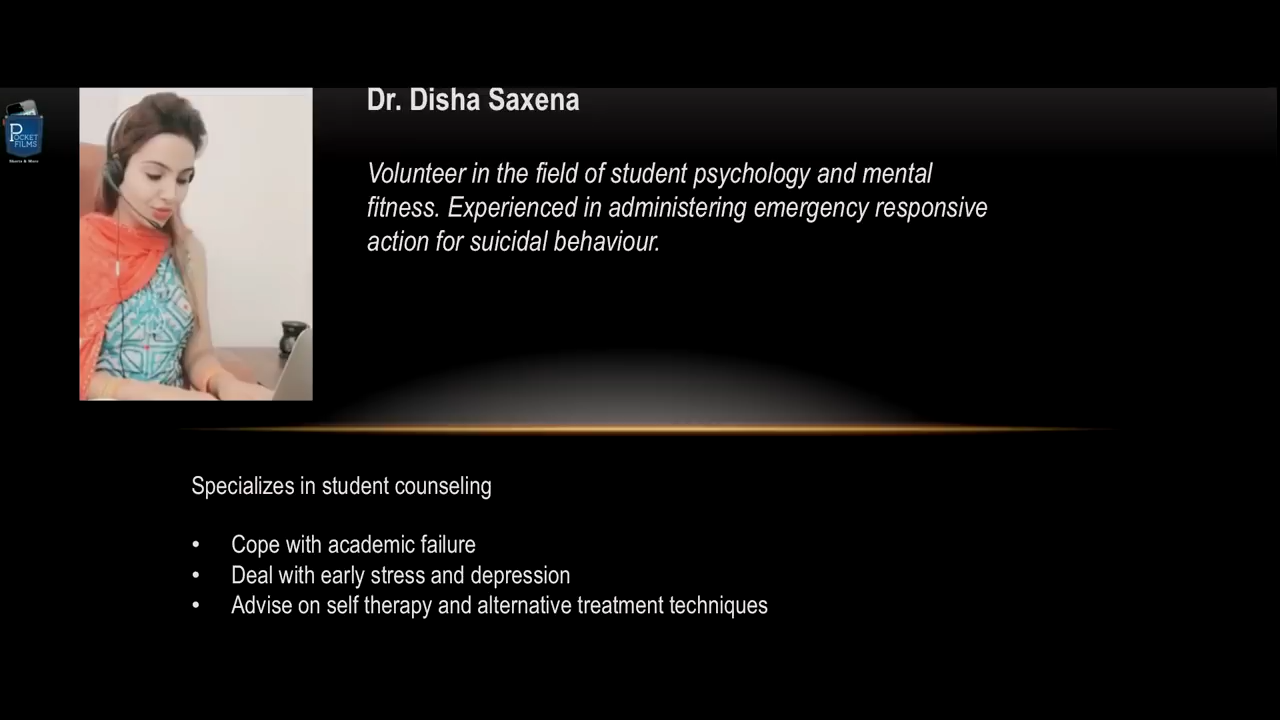 POCKET
FILMS
Shorts & More
Dr. Disha Saxena
Volunteer in the field of student psychology and mental
fitness. Experienced in administering emergency responsive
action for suicidal behaviour.
Specializes in student counseling
• Cope with academic failure
• Deal with early stress and depression
• Advise on self therapy and alternative treatment techniques